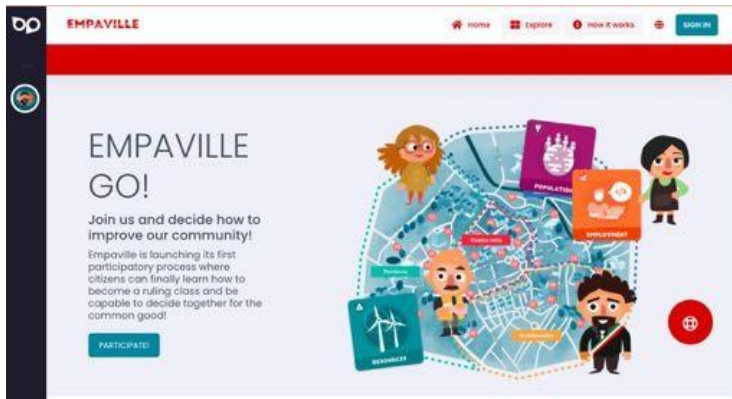 EMPAVILLE
Home
Explore
How it works
SIGN IN
EMPAVILLE
GO!
Join us and decide how to
improve our community!
Empaville is launching its first
participatory process where
citizens can finally learn how to
become a ruling class and be
capable to decide together for the
common good!
PARTICIPATE!
POPULATION
EMPLOYMENT
RESOURCES